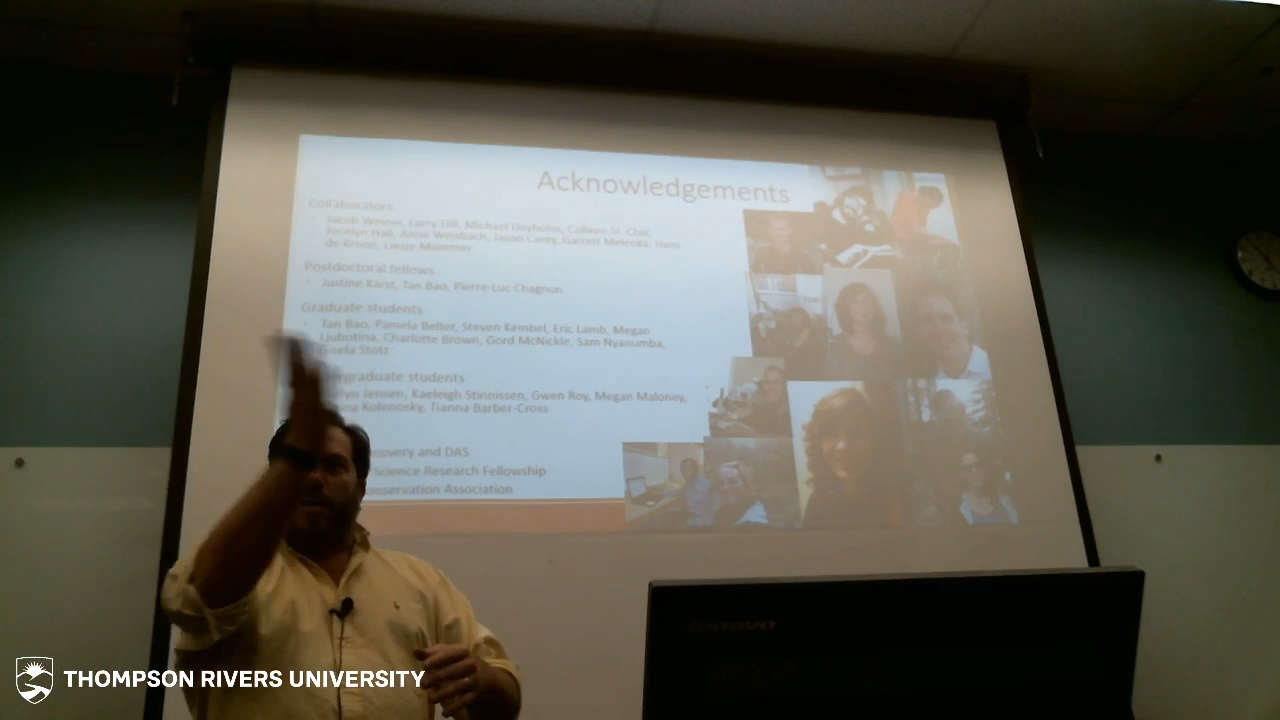 Acknowledgements
Collaborators
Jacob Weiner, Larry Dill, Michael Deyholos, Colleen St. Clair,
Jocelyn Hall, Anne Weisbach, Jason Carey, Garrett Melenka, Hans
de Kroon, Liesje Mommer
Postdoctoral fellows
Justine Karst, Tan Bao, Pierre-Luc Chagnon
Graduate students
Tan Bao, Pamela Belter, Steven Kembel, Eric Lamb, Megan
Ljubotina, Charlotte Brown, Gord McNickle, Sam Nyanumba,
Gisela Stotz
graduate students
Jensen, Kaeleigh Stinnissen, Gwen Roy, Megan Maloney,
Kolenosky, Tianna Barber-Cross
and DAS
Science Research Fellowship
Association
lenovo
THOMPSON RIVERS UNIVERSITY